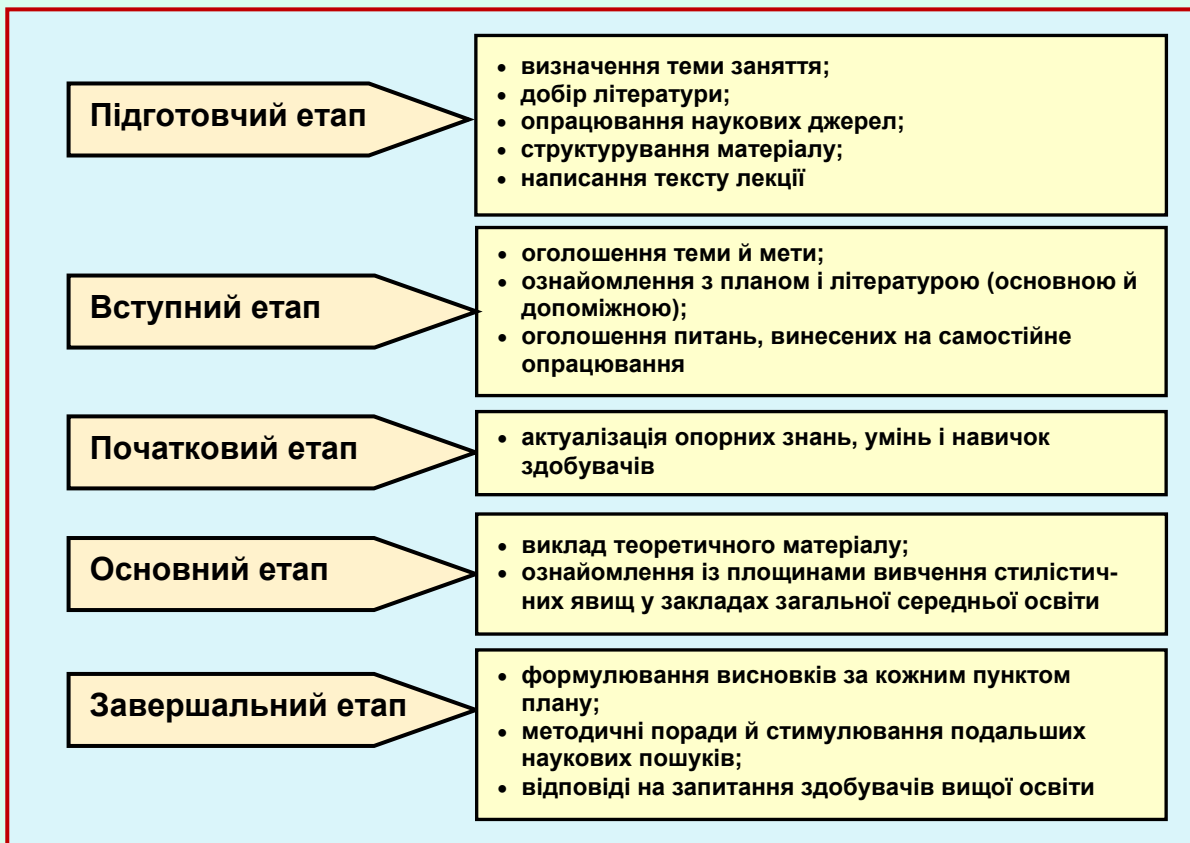 Підготовчий етап
• визначення теми заняття;
• добір літератури;
• опрацювання наукових джерел;
• структурування матеріалу;
• написання тексту лекції
Вступний етап
• оголошення теми й мети;
• ознайомлення з планом і літературою (основною й
допоміжною);
• оголошення питань, винесених на самостійне
опрацювання
Початковий етап
• актуалізація опорних знань, умінь і навичок
здобувачів
Основний етап
• виклад теоретичного матеріалу;
• ознайомлення із площинами вивчення стилістич-
них явищ у закладах загальної середньої освіти
Завершальний етап
• формулювання висновків за кожним пунктом
плану;
• методичні поради й стимулювання подальших
наукових пошуків;
• відповіді на запитання здобувачів вищої освіти